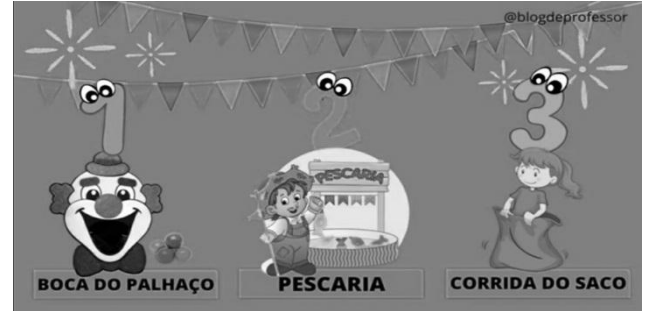 @blogdeprofessor
1
2
3
PESCARIA
BOCA DO PALHAÇO
PESCARIA
CORRIDA DO SACO